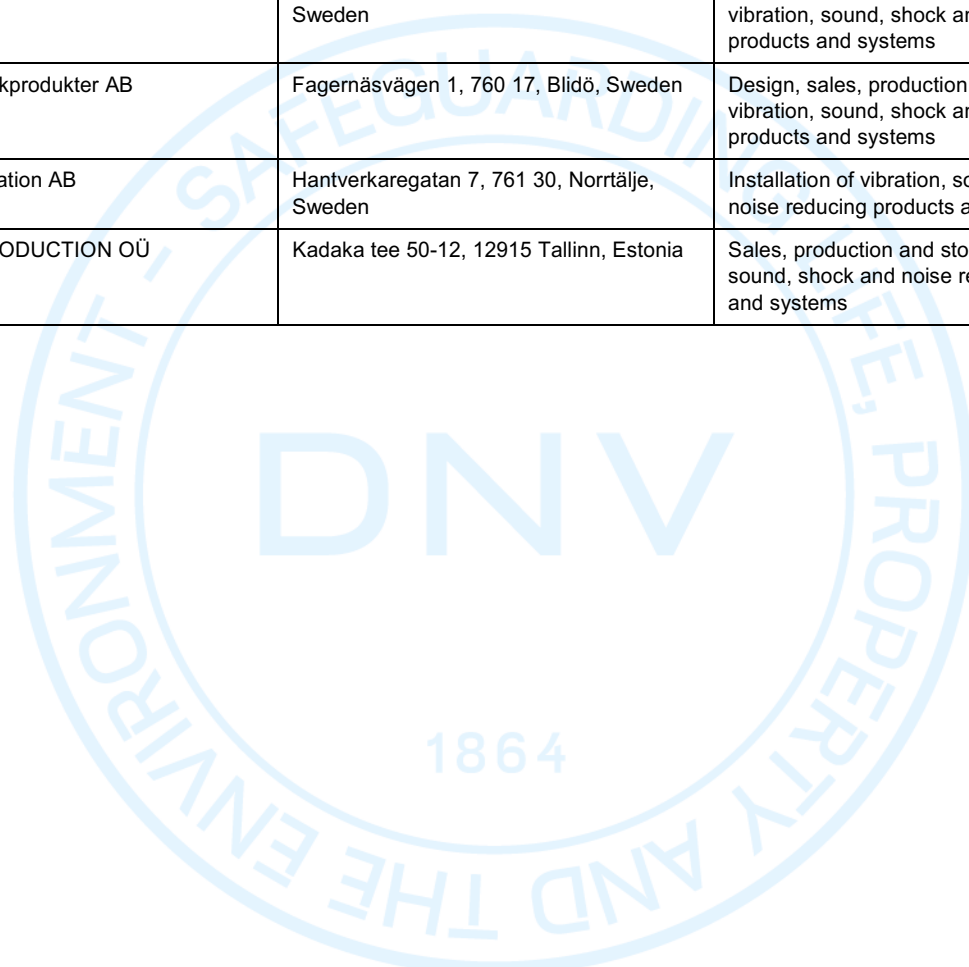 Sweden
vibration, sound, shock an
products and systems
kprodukter AB
Fagernäsvägen 1, 760 17, Blidö, Sweden
Design, sales, production
vibration, sound, shock an
products and systems
ation AB
Hantverkaregatan 7, 761 30, Norrtälje,
Sweden
Installation of vibration, so
noise reducing products a
ODUCTION OÜ
Kadaka tee 50-12, 12915 Tallinn, Estonia
Sales, production and sto
sound, shock and noise re
and systems
SAFEGUARDING LIFE, PROPERTY AND THE ENVIRONMENT -
DNV
1864